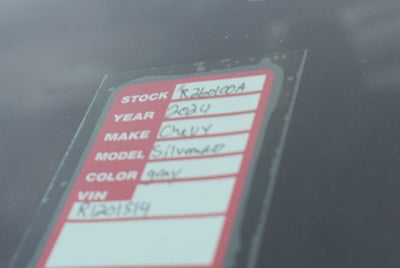 STOCK R260100A
YEAR 2024
MAKE Chevy
MODEL Silverado
COLOR gray
VIN
R1201514